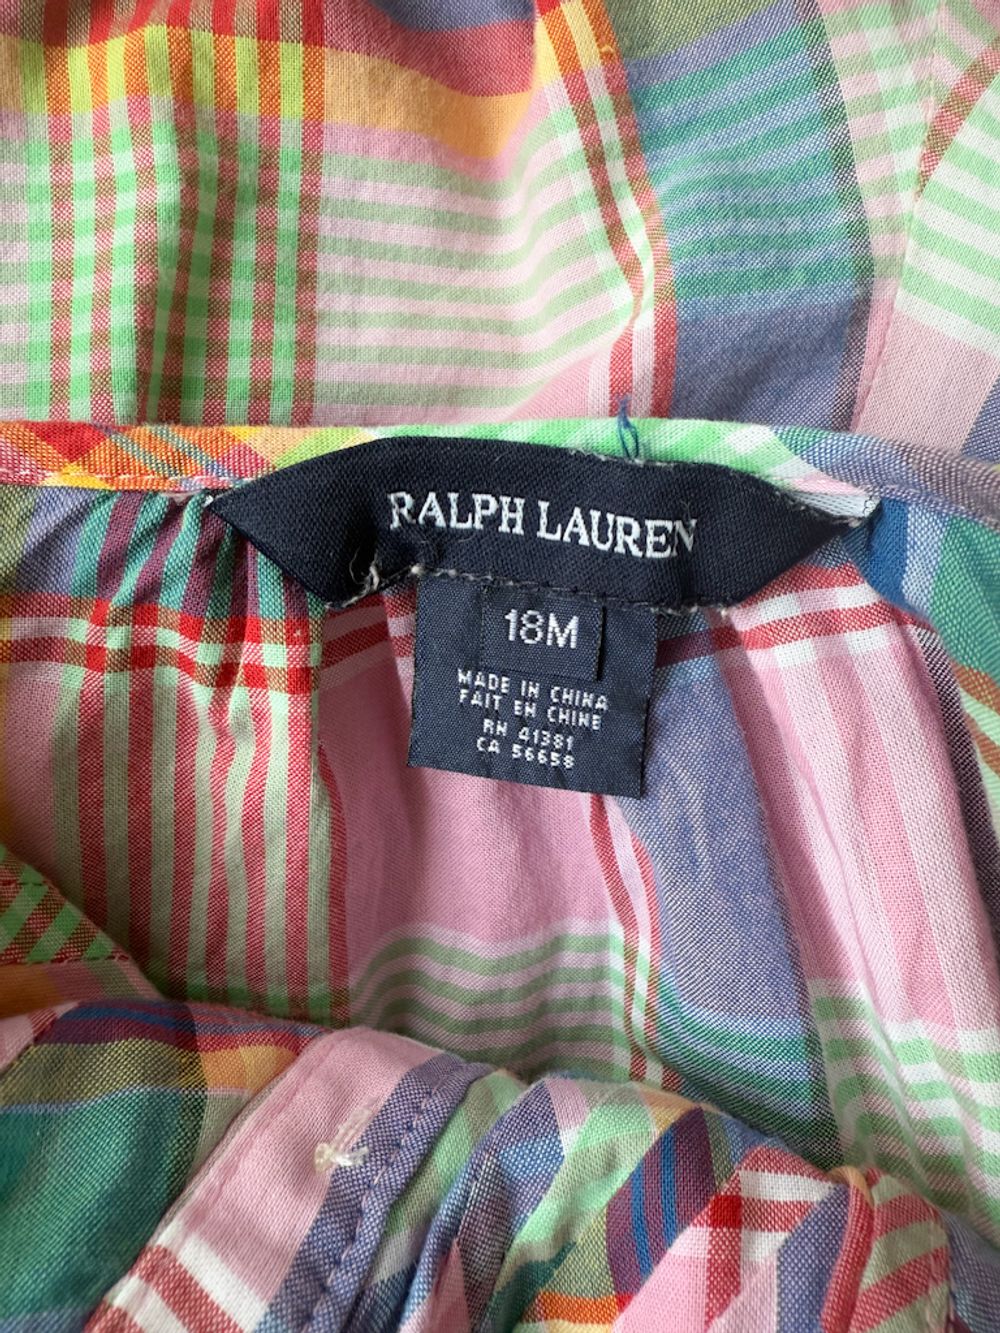 RALPH LAUREN
18M
MADE IN CHINA
FAIT EN CHINE
RN 41381
CA 56658